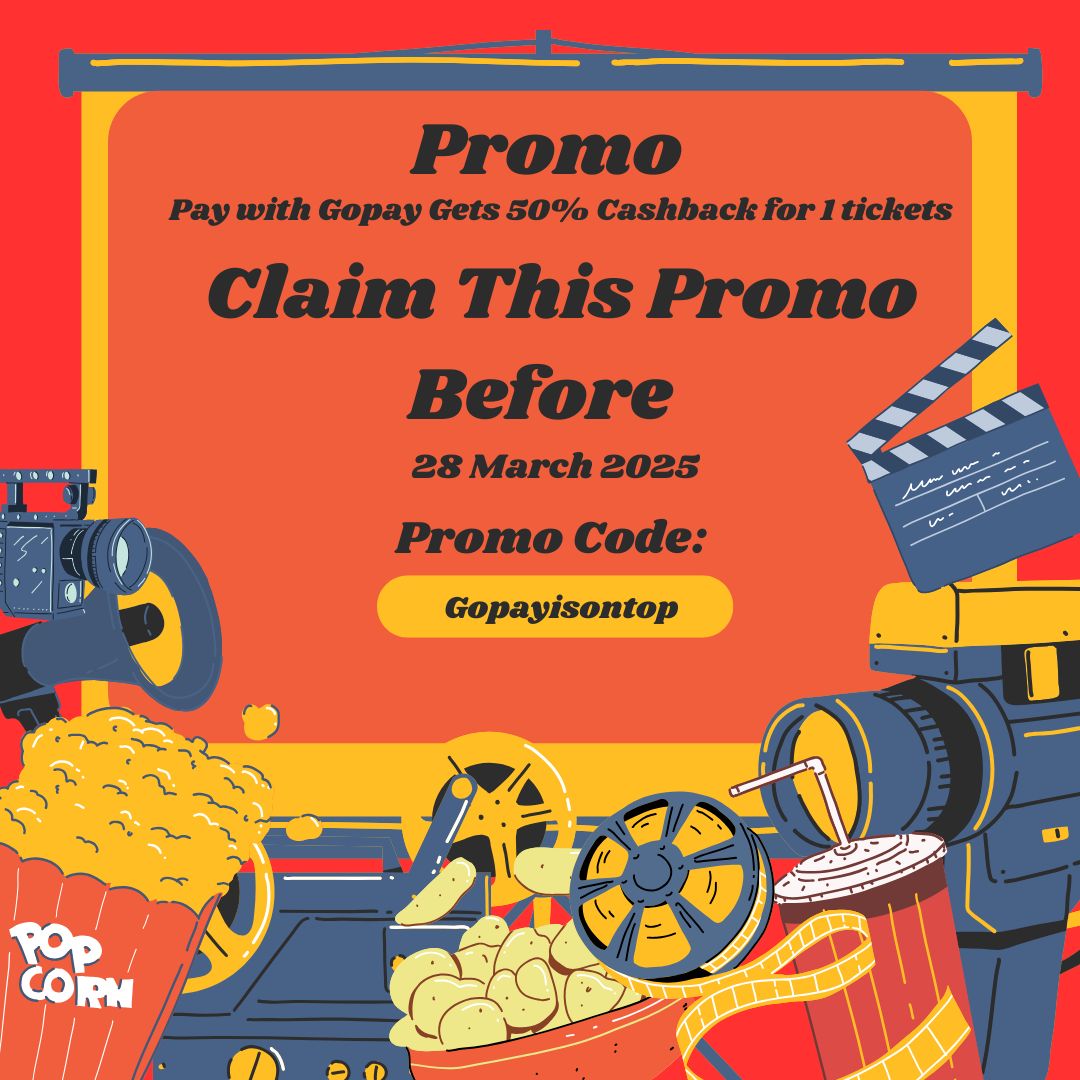 Promo
Pay with Gopay Gets 50% Cashback for 1 tickets
Claim This Promo
Before
28 March 2025
Promo Code:
Gopayisontop
POP
CORN